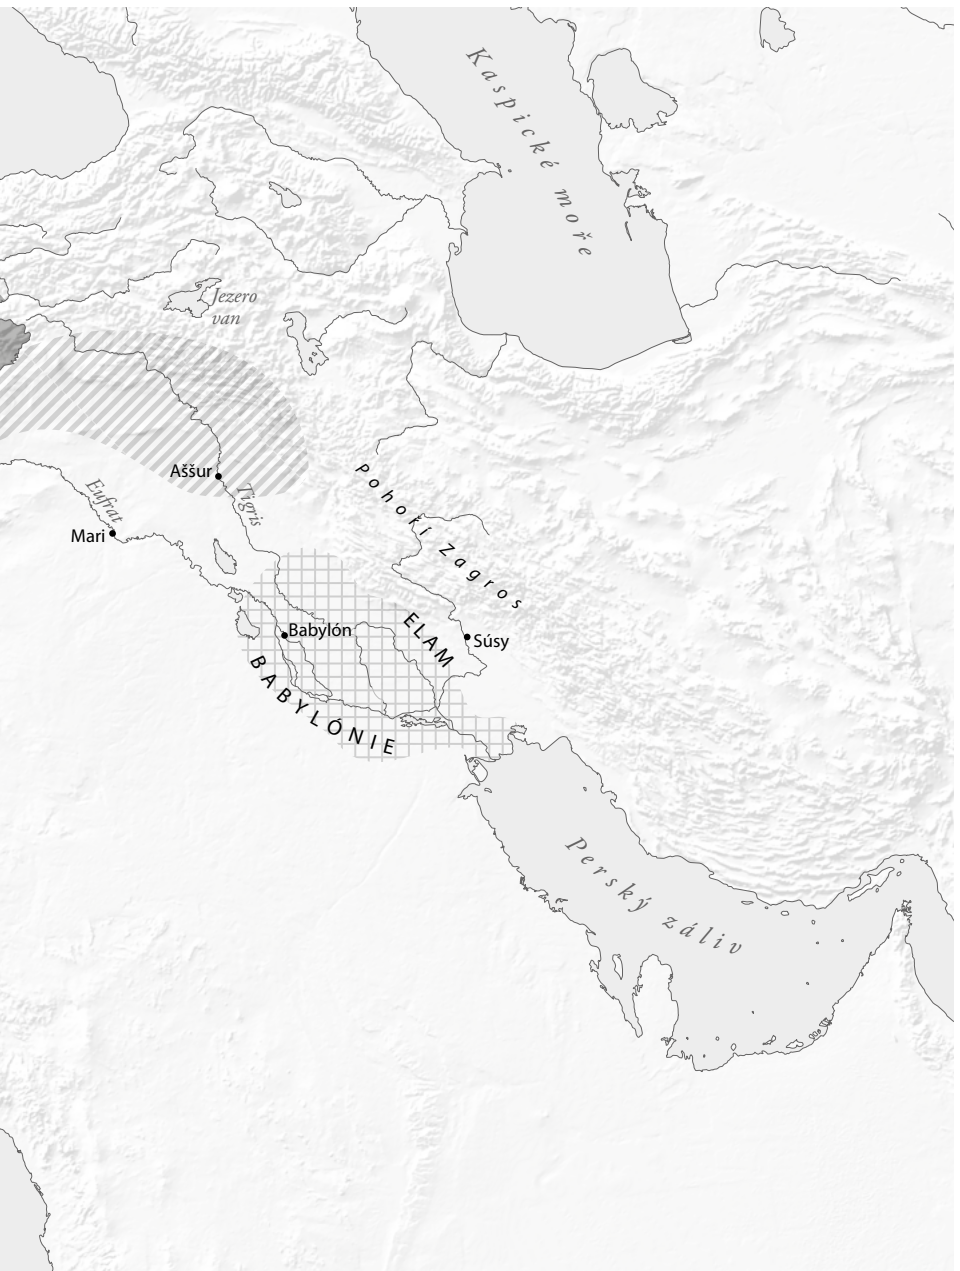 Kaspické moře
Jezero
van
Pohoří Zagros
Aššur
Eufrat
Tigris
Mari
Babylón
ELAM
Súsy
BABYLÓNIE
Perský záliv